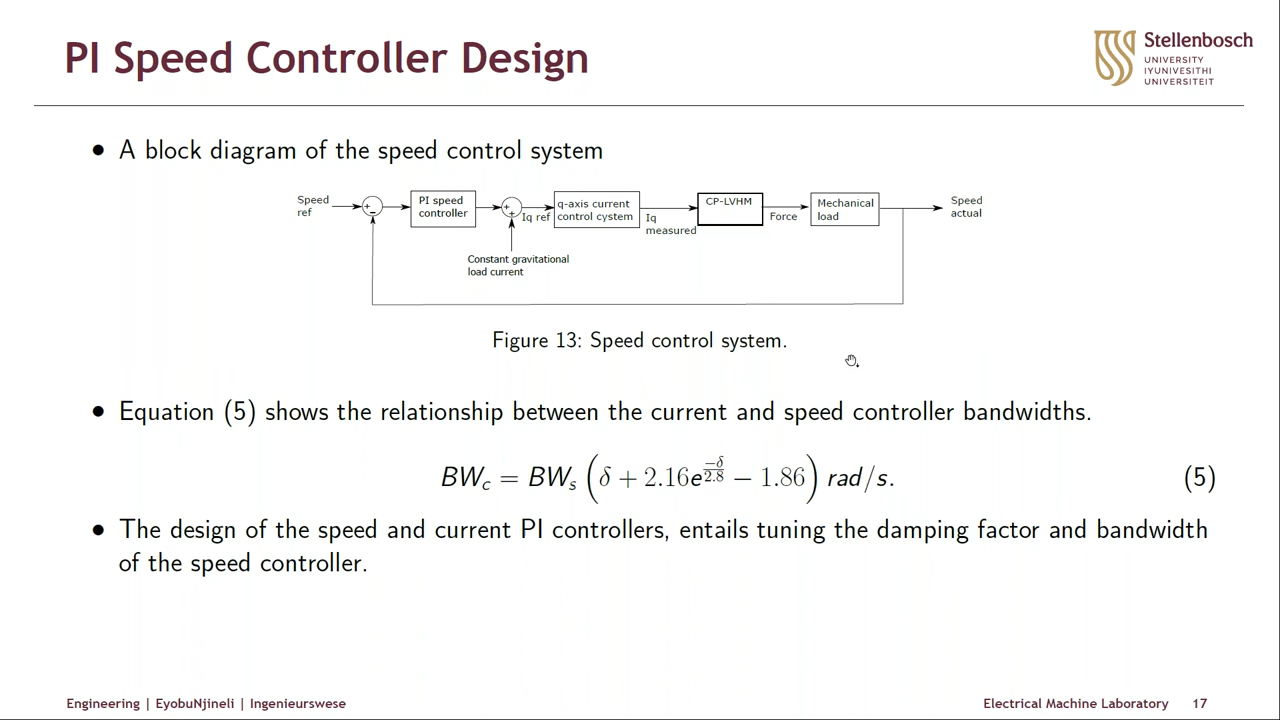 PI Speed Controller Design
Stellenbosch
UNIVERSITY
IYUNIVESITHI
UNIVERSITEIT
• A block diagram of the speed control system
Speed
ref
+
−
PI speed
controller
+
+
Iq ref
q-axis current
control cystem
Iq
measured
CP-LVHM
Force
Mechanical
load
Speed
actual
Constant gravitational
load current
Figure 13: Speed control system.
• Equation (5) shows the relationship between the current and speed controller bandwidths.
BW_c = BW_s (δ + 2.16e^{\frac{−δ}{2.8}} − 1.86) rad/s. (5)
• The design of the speed and current PI controllers, entails tuning the damping factor and bandwidth
of the speed controller.
Engineering | EyobuNjineli | Ingenieurswese
Electrical Machine Laboratory 17